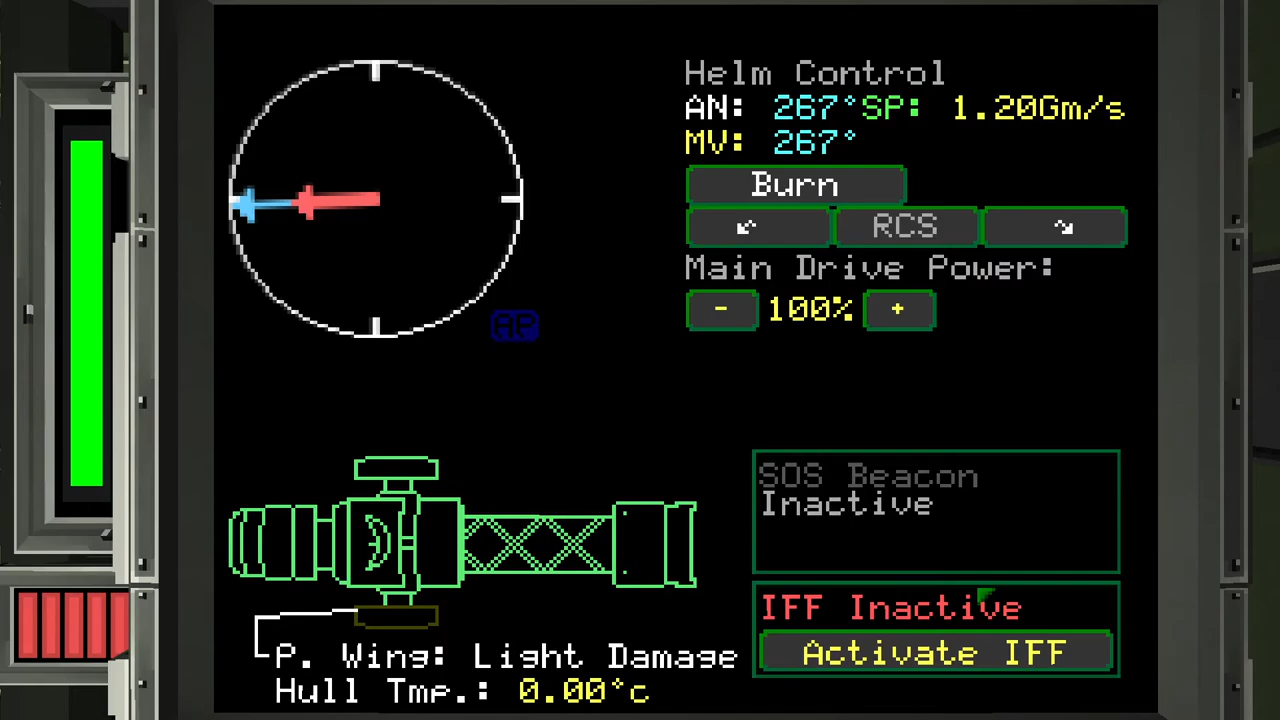 Helm Control
AN: 267° SP: 1.20Gm/s
MV: 267°
Burn
↙ RCS ↘
Main Drive Power:
- 100% +
AP
SOS Beacon
Inactive
IFF Inactive
Activate IFF
P. Wing: Light Damage
Hull Tmp.: 0.00°c